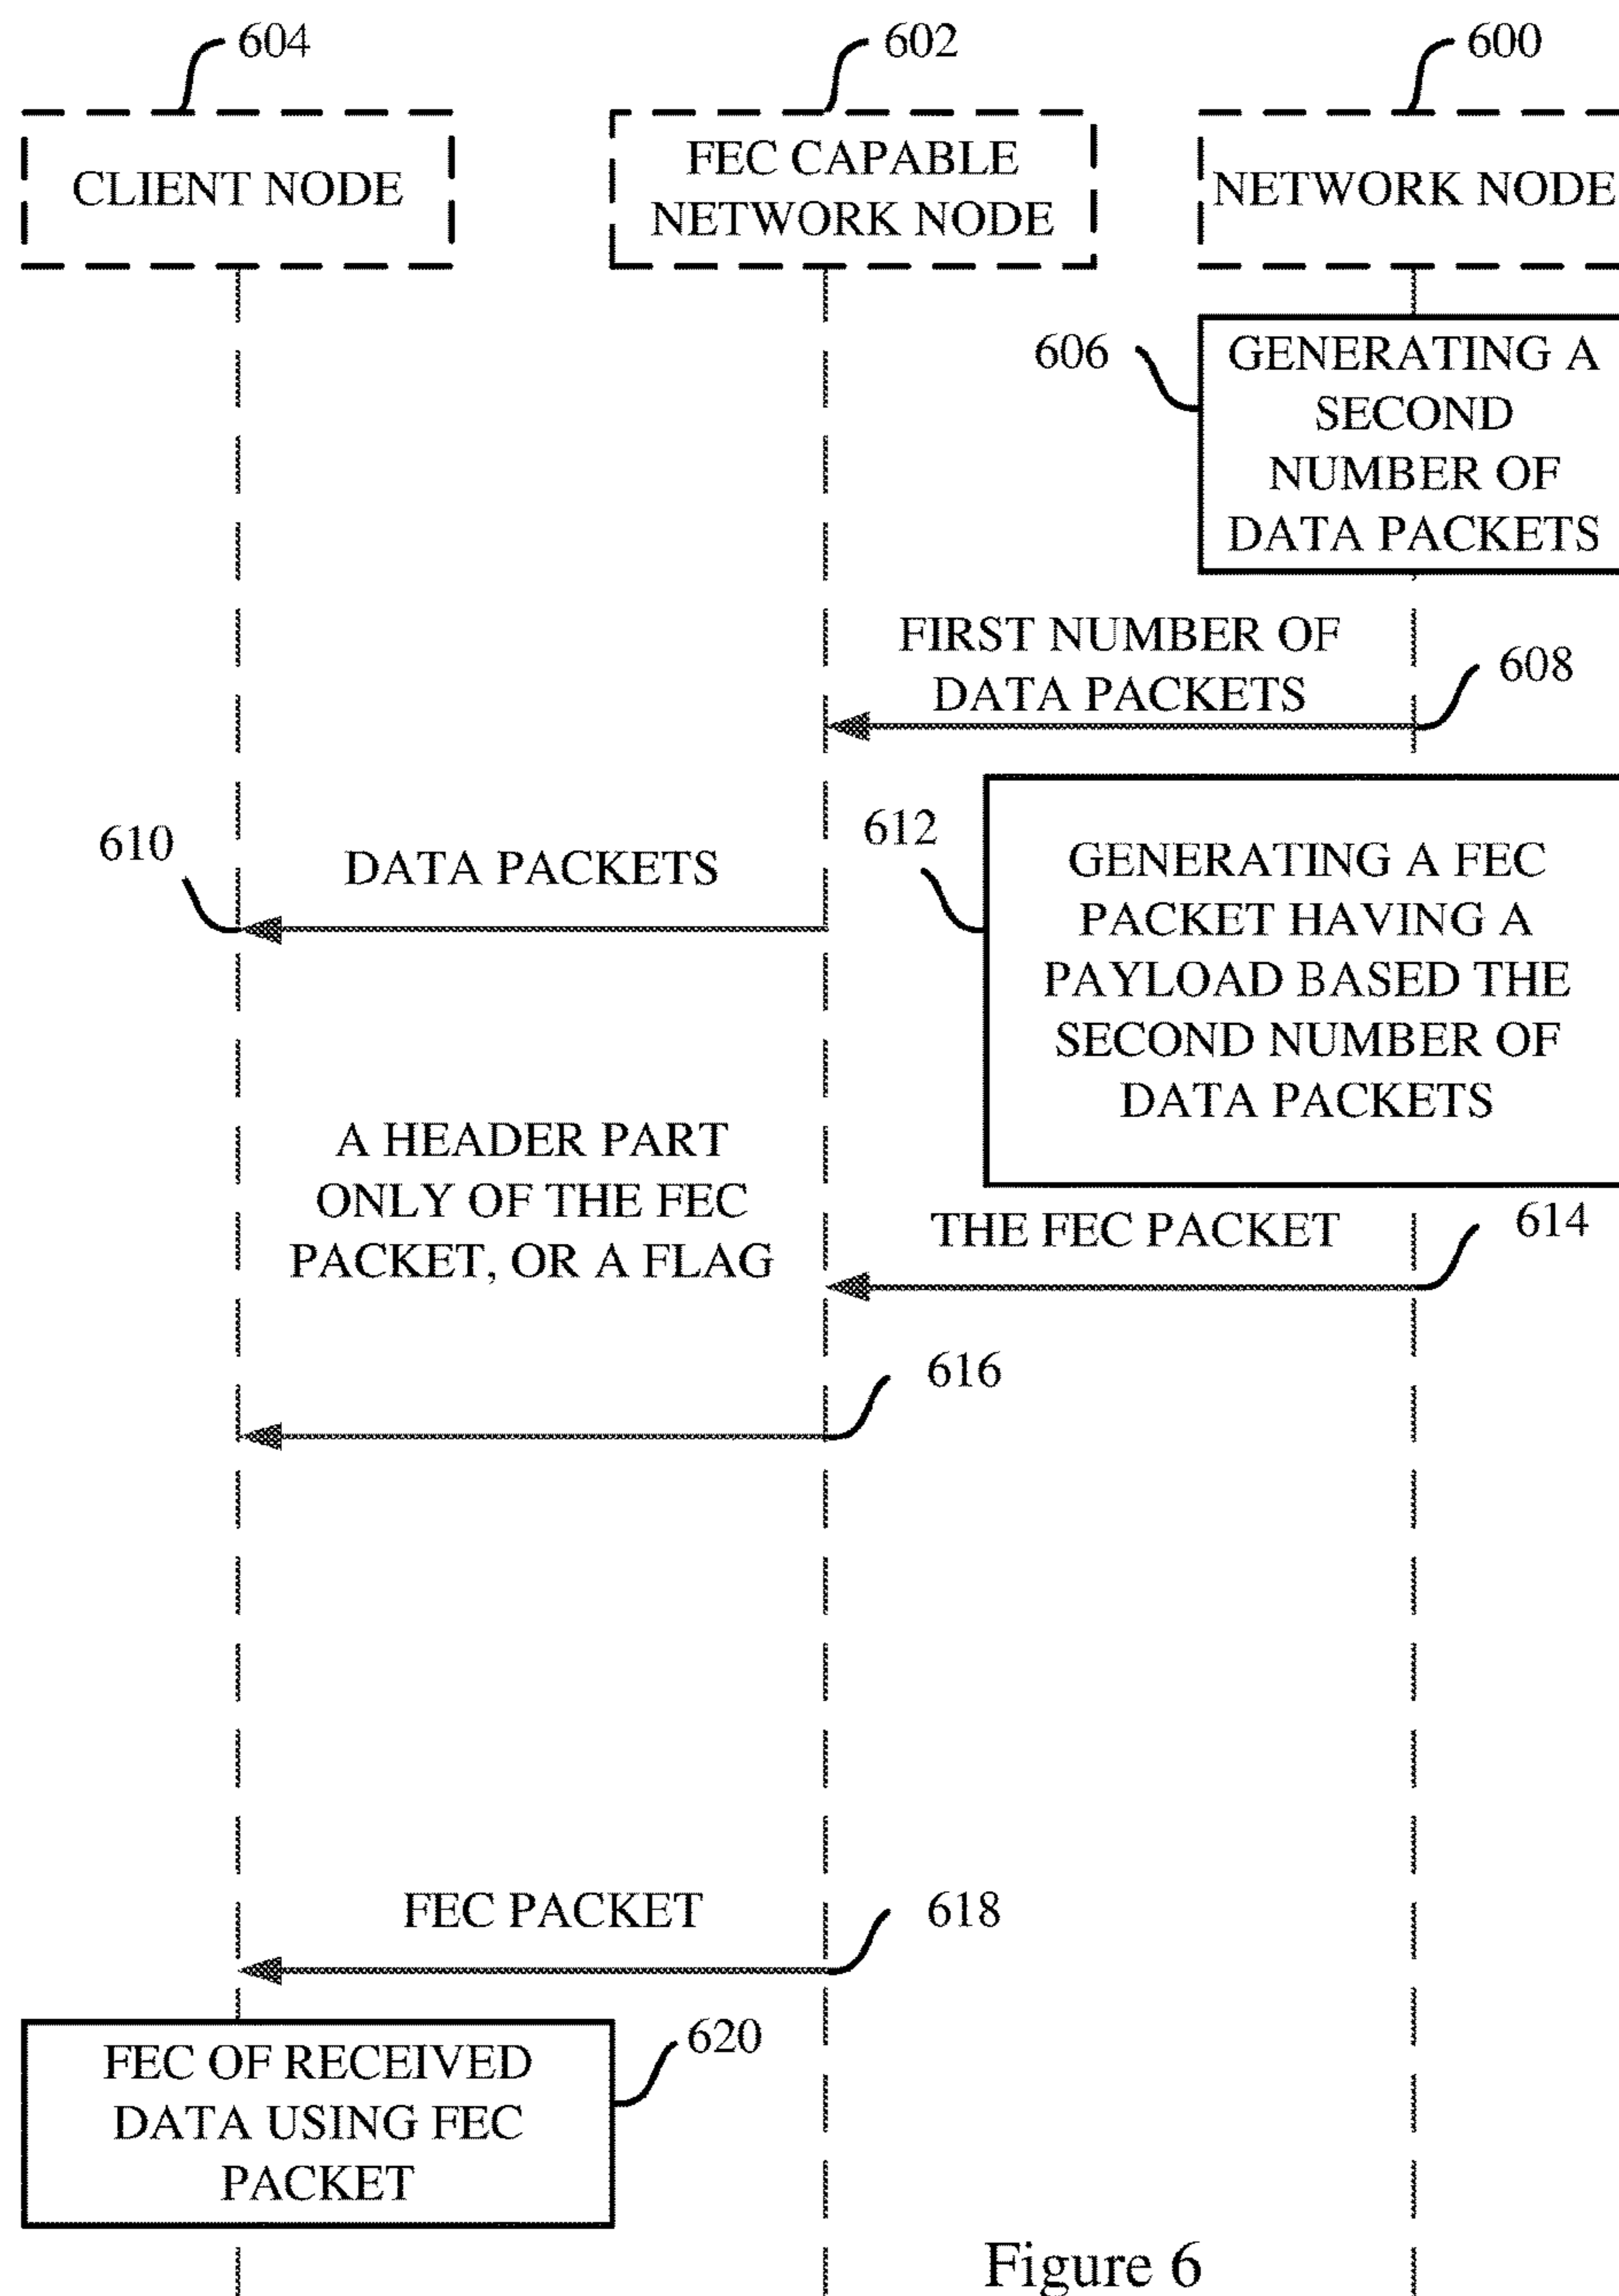 604
602
600
CLIENT NODE
FEC CAPABLE
NETWORK NODE
NETWORK NODE
606
GENERATING A
SECOND
NUMBER OF
DATA PACKETS
FIRST NUMBER OF
DATA PACKETS
608
610
DATA PACKETS
612
GENERATING A FEC
PACKET HAVING A
PAYLOAD BASED THE
SECOND NUMBER OF
DATA PACKETS
A HEADER PART
ONLY OF THE FEC
PACKET, OR A FLAG
THE FEC PACKET
614
616
FEC PACKET
618
FEC OF RECEIVED
DATA USING FEC
PACKET
620
Figure 6